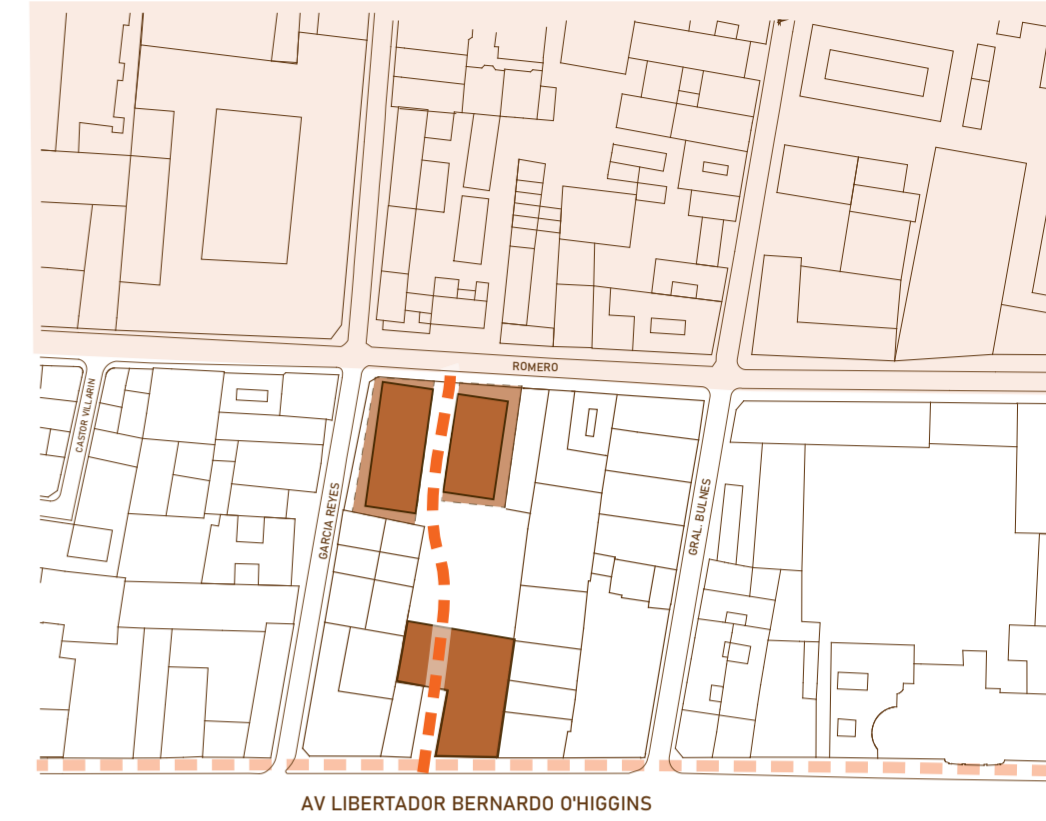 ROMERO
CASTOR VILLARIN
GARCIA REYES
GRAL. BULNES
AV LIBERTADOR BERNARDO O'HIGGINS